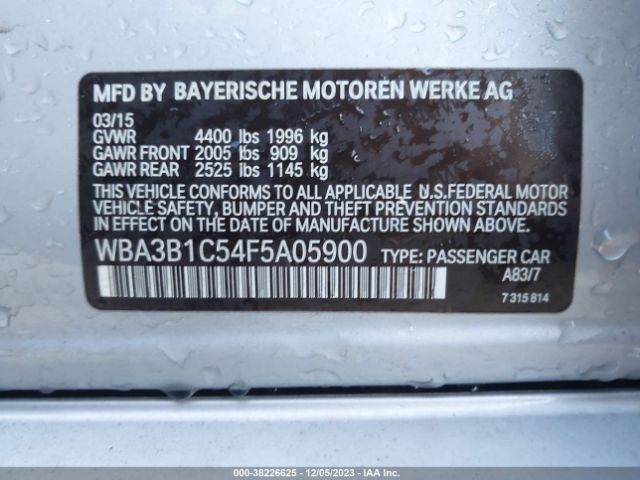 MFD BY BAYERISCHE MOTOREN WERKE AG
03/15
GVWR 4400 lbs 1996 kg
GAWR FRONT 2005 lbs 909 kg
GAWR REAR 2525 lbs 1145 kg
THIS VEHICLE CONFORMS TO ALL APPLICABLE U.S.FEDERAL MOTOR
VEHICLE SAFETY, BUMPER AND THEFT PREVENTION STANDARDS IN
EFFECT ON THE DATE OF MANUFACTURE SHOWN ABOVE.
WBA3B1C54F5A05900 TYPE: PASSENGER CAR
A83/7
7 315 814
000-38226625 - 12/05/2023 - IAA Inc.